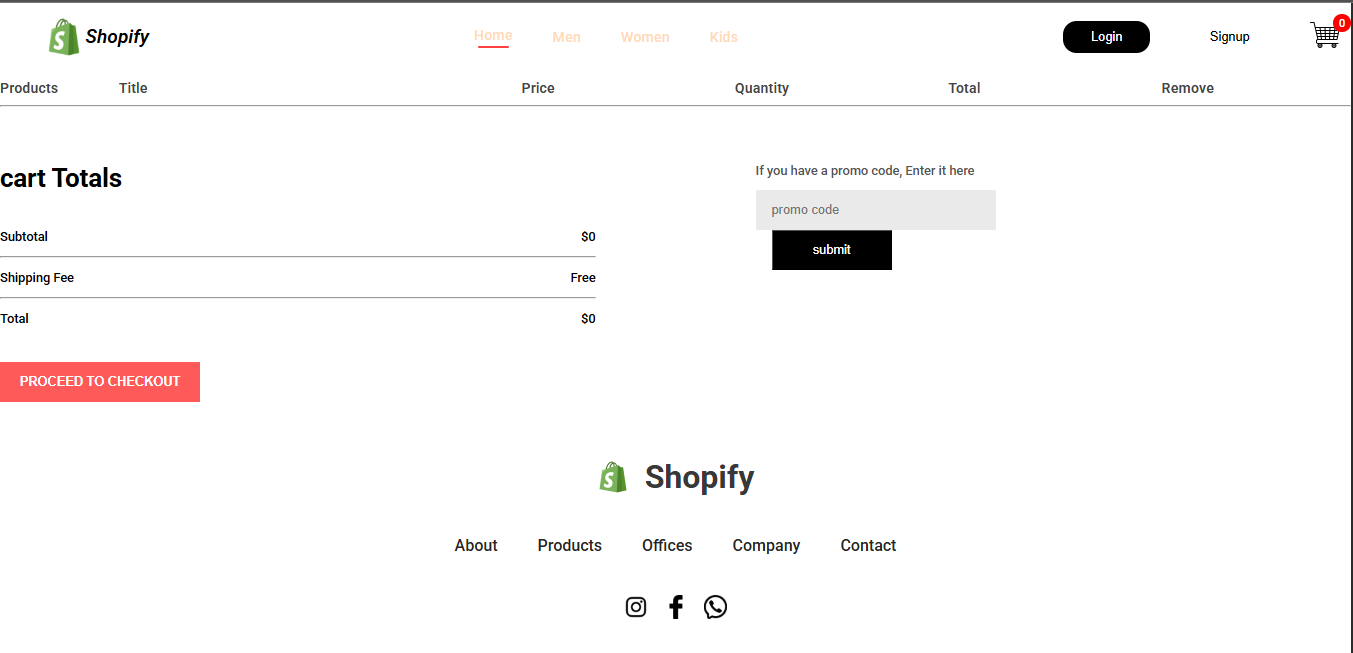 Shopify Home Men Women Kids Login Signup 0
Products Title Price Quantity Total Remove
cart Totals
Subtotal $0
Shipping Fee Free
Total $0
PROCEED TO CHECKOUT
If you have a promo code, Enter it here
promo code
submit
Shopify
About Products Offices Company Contact